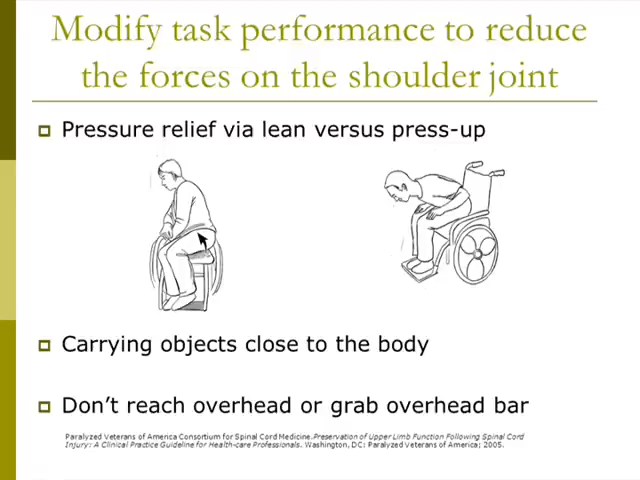 Modify task performance to reduce
the forces on the shoulder joint
Pressure relief via lean versus press-up
Carrying objects close to the body
Don't reach overhead or grab overhead bar
Paralyzed Veterans of America Consortium for Spinal Cord Medicine.Preservation of Upper Limb Function Following Spinal Cord
Injury: A Clinical Practice Guideline for Health-care Professionals. Washington, DC: Paralyzed Veterans of America; 2005.